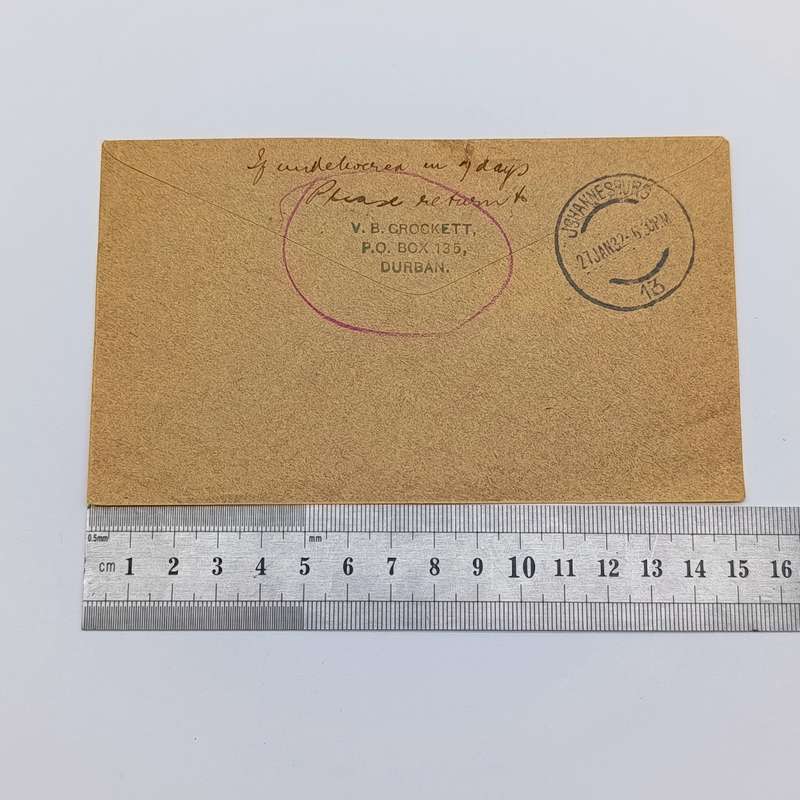 If undelivered in 7 days
Please return to
V. B. CROCKETT,
P.O. BOX 135,
DURBAN.
JOHANNESBURG
27 JAN 32 - 6 30 PM
13
0.5mm
mm
cm 1 2 3 4 5 6 7 8 9 10 11 12 13 14 15 16